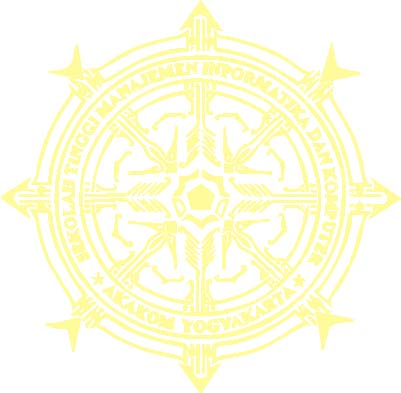 SEKOLAH TINGGI MANAJEMEN INFORMATIKA DAN KOMPUTER
AKAKOM YOGYAKARTA